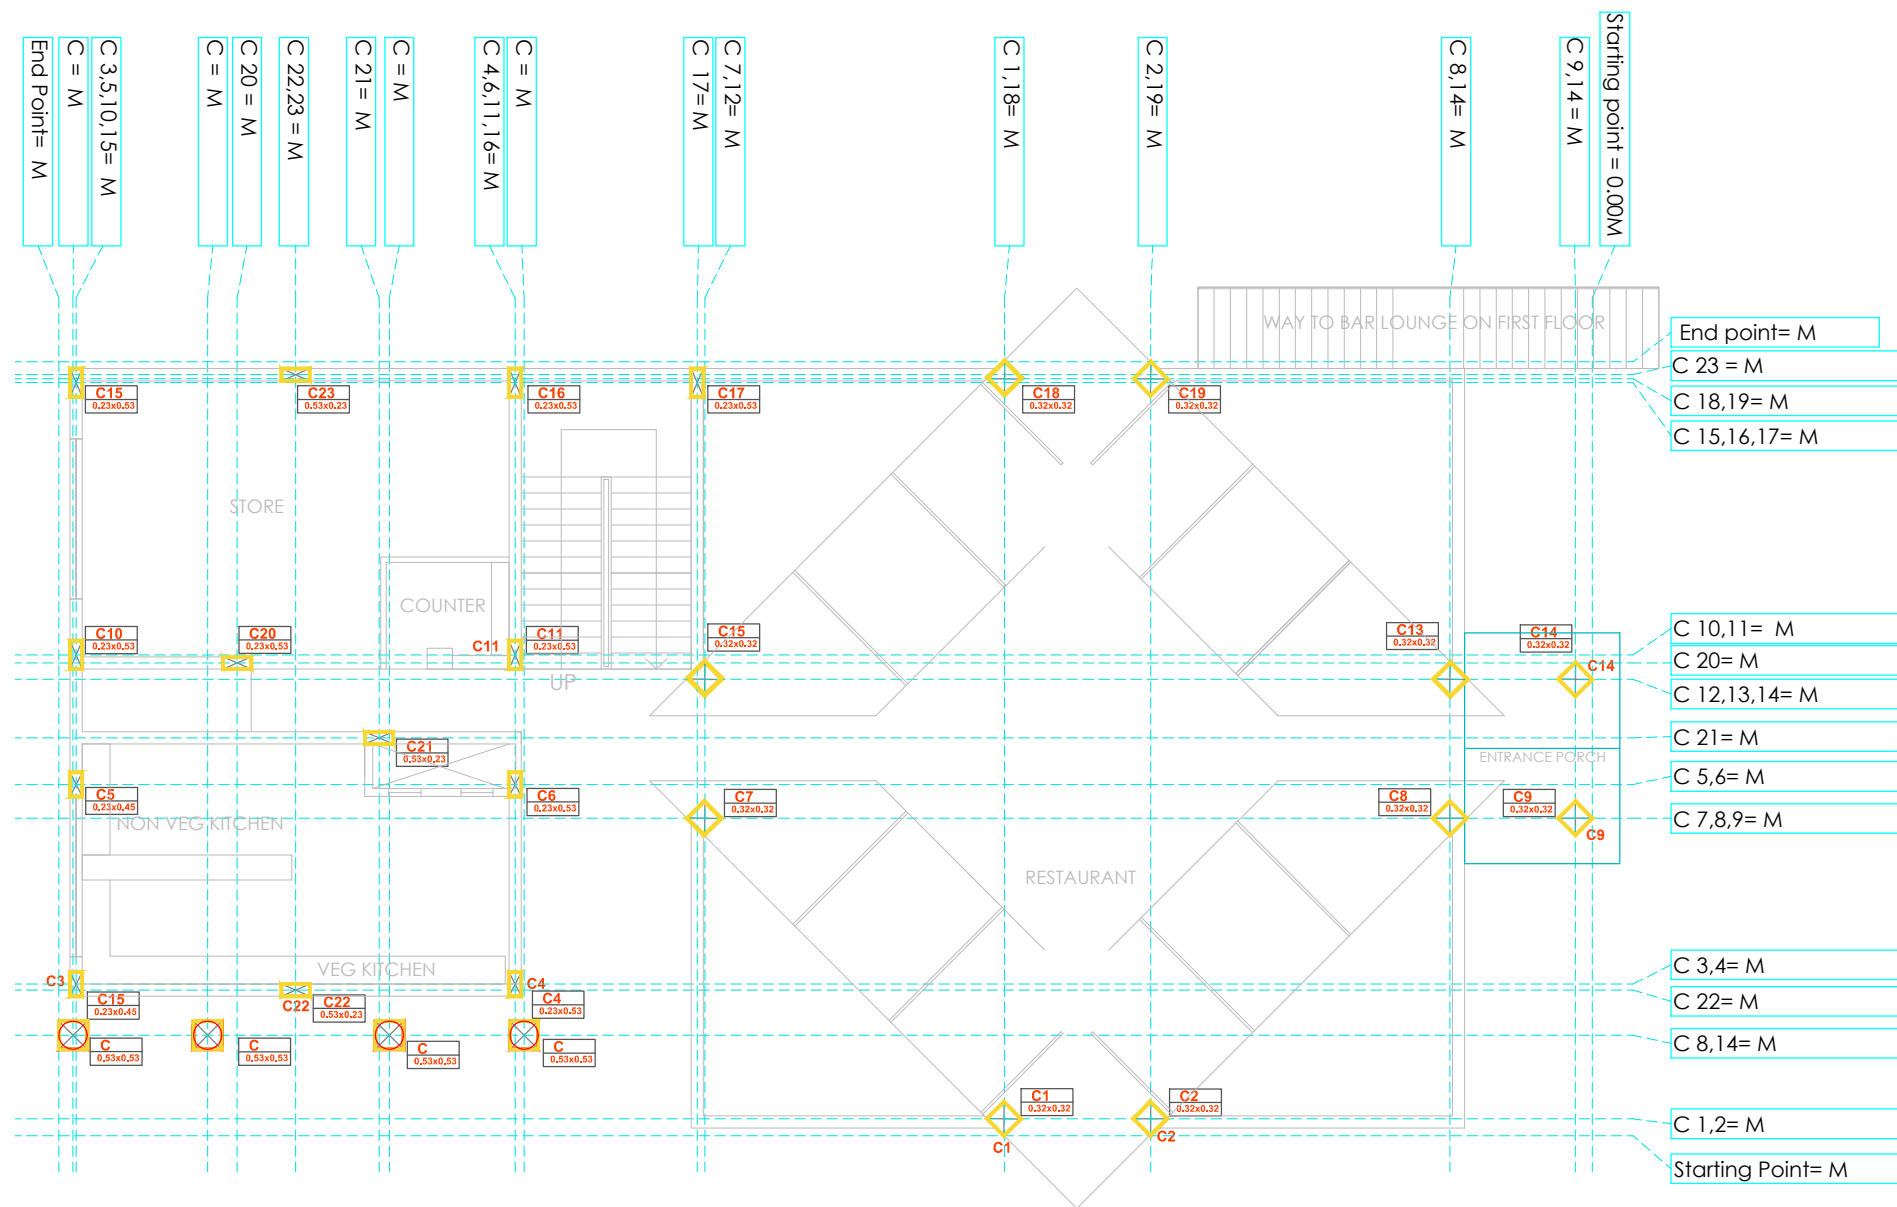 End Point= M
C = M
C 3,5,10,15= M
C = M
C 20 = M
C 22,23 = M
C 21= M
C = M
C 4,6,11,16= M
C = M
C 17= M
C 7,12= M
C 1,18= M
C 2,19= M
C 8,14= M
C 9,14 = M
Starting point = 0.00M
WAY TO BAR LOUNGE ON FIRST FLOOR
End point= M
C 23 = M
C 18,19= M
C 15,16,17= M
C15
0.23x0.53
C23
0.53x0.23
C16
0.23x0.53
C17
0.23x0.53
C18
0.32x0.32
C19
0.32x0.32
STORE
COUNTER
C10
0.23x0.53
C20
0.23x0.53
C11
C11
0.23x0.53
C15
0.32x0.32
C13
0.32x0.32
C14
0.32x0.32
C14
UP
C 10,11= M
C 20= M
C 12,13,14= M
C21
0.53x0.23
C 21= M
ENTRANCE PORCH
C 5,6= M
C5
0.23x0.45
C6
0.23x0.53
C7
0.32x0.32
C8
0.32x0.32
C9
0.32x0.32
C9
C 7,8,9= M
NON VEG KITCHEN
RESTAURANT
VEG KITCHEN
C 3,4= M
C3
C15
0.23x0.45
C22
C22
0.53x0.23
C4
C4
0.23x0.53
C 22= M
C
0.53x0.53
C
0.53x0.53
C
0.53x0.53
C
0.53x0.53
C 8,14= M
C1
0.32x0.32
C2
0.32x0.32
C1
C2
C 1,2= M
Starting Point= M